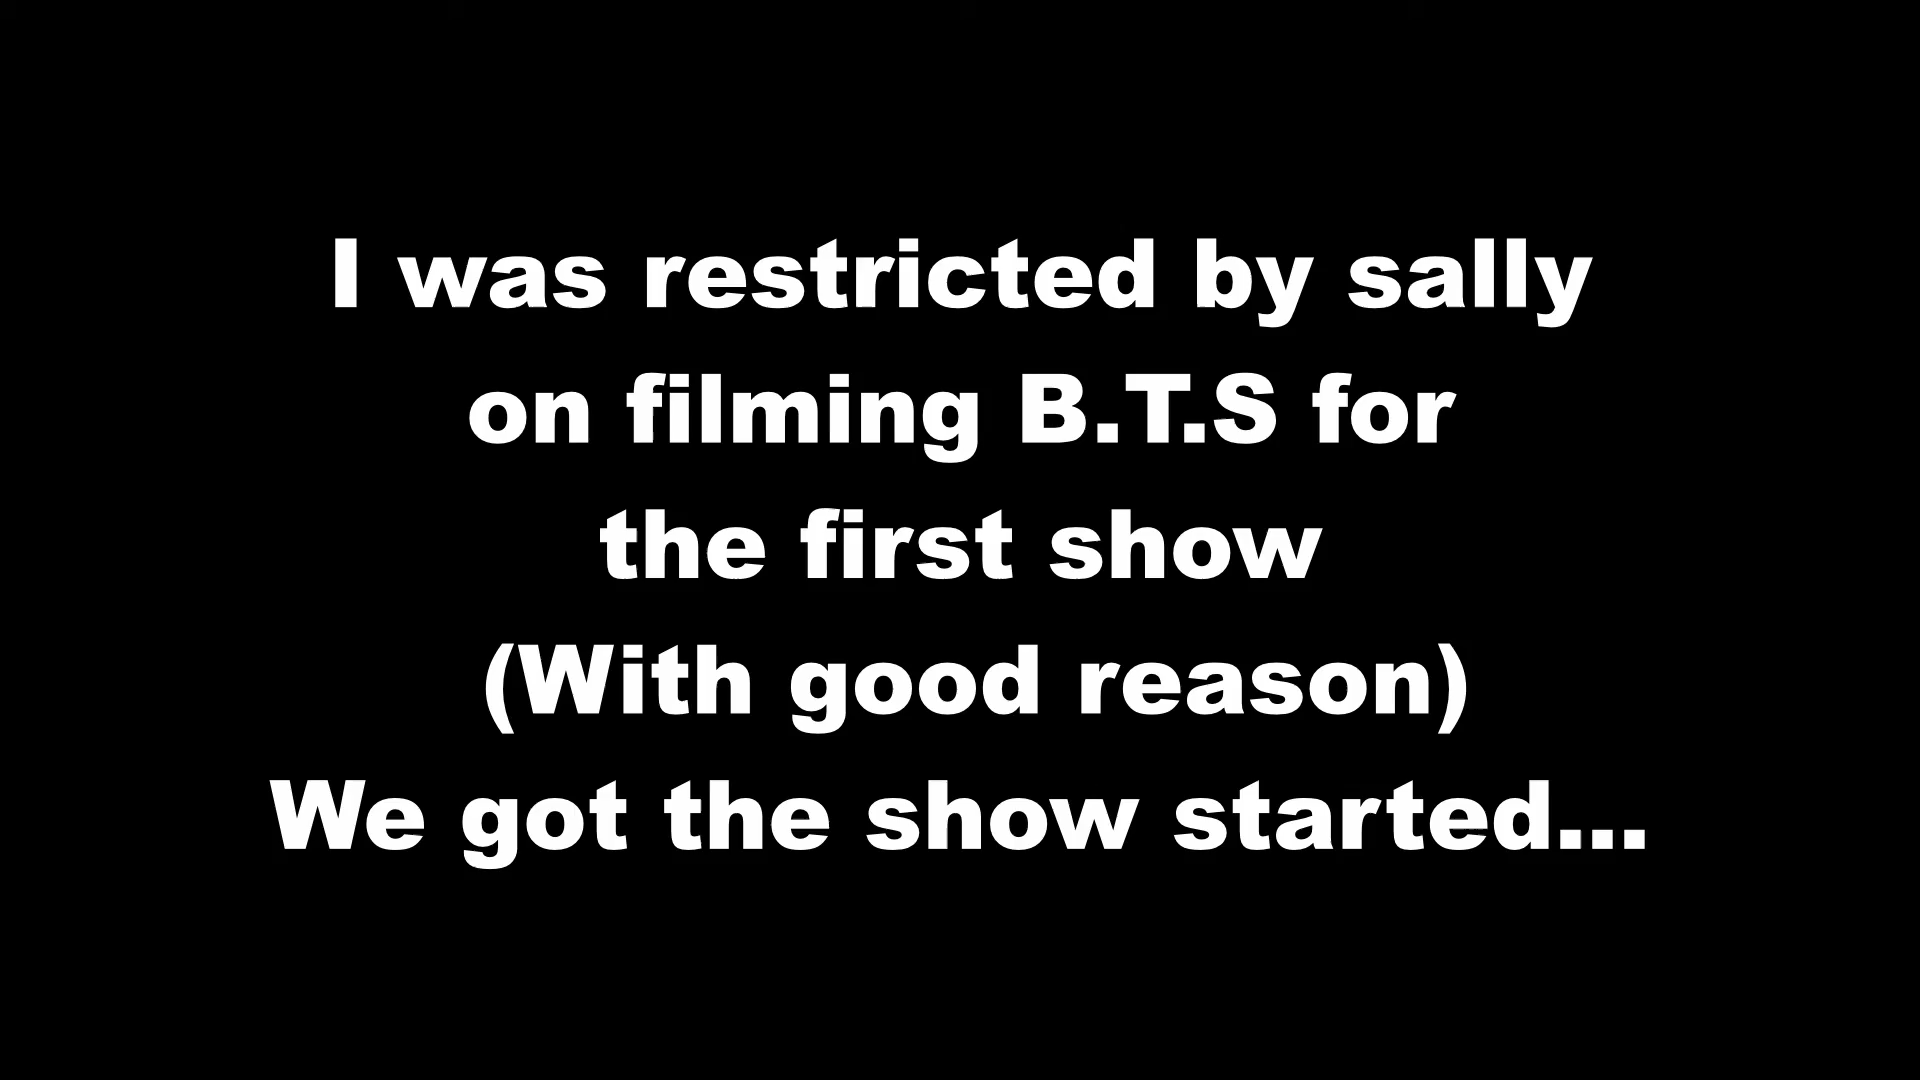 I was restricted by sally
on filming B.T.S for
the first show
(With good reason)
We got the show started...